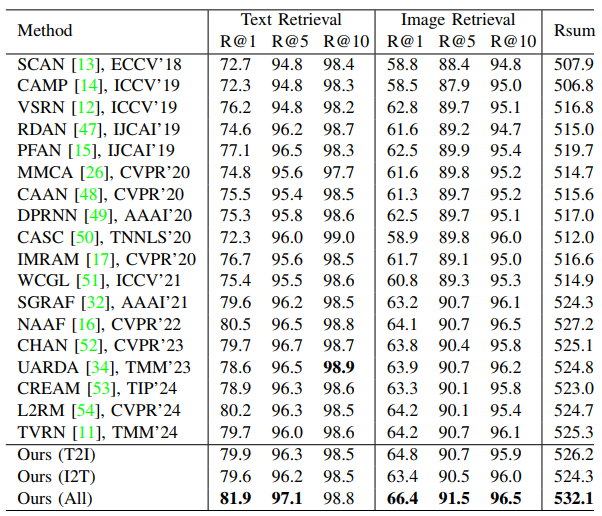 Method Text Retrieval Image Retrieval Rsum
R@1 R@5 R@10 R@1 R@5 R@10
SCAN [13], ECCV'18 72.7 94.8 98.4 58.8 88.4 94.8 507.9
CAMP [14], ICCV'19 72.3 94.8 98.3 58.5 87.9 95.0 506.8
VSRN [12], ICCV'19 76.2 94.8 98.2 62.8 89.7 95.1 516.8
RDAN [47], IJCAI'19 74.6 96.2 98.7 61.6 89.2 94.7 515.0
PFAN [15], IJCAI'19 77.1 96.5 98.3 62.5 89.9 95.4 519.7
MMCA [26], CVPR'20 74.8 95.6 97.7 61.6 89.8 95.2 514.7
CAAN [48], CVPR'20 75.5 95.4 98.5 61.3 89.7 95.2 515.6
DPRNN [49], AAAI'20 75.3 95.8 98.6 62.5 89.7 95.1 517.0
CASC [50], TNNLS'20 72.3 96.0 99.0 58.9 89.8 96.0 512.0
IMRAM [17], CVPR'20 76.7 95.6 98.5 61.7 89.1 95.0 516.6
WCGL [51], ICCV'21 75.4 95.5 98.6 60.8 89.3 95.3 514.9
SGRAF [32], AAAI'21 79.6 96.2 98.5 63.2 90.7 96.1 524.3
NAAF [16], CVPR'22 80.5 96.5 98.8 64.1 90.7 96.5 527.2
CHAN [52], CVPR'23 79.7 96.7 98.7 63.8 90.4 95.8 525.1
UARDA [34], TMM'23 78.6 96.5 98.9 63.9 90.7 96.2 524.8
CREAM [53], TIP'24 78.9 96.3 98.6 63.3 90.1 95.8 523.0
L2RM [54], CVPR'24 80.2 96.3 98.5 64.2 90.1 95.4 524.7
TVRN [11], TMM'24 79.7 96.0 98.6 64.2 90.7 96.1 525.3
Ours (T2I) 79.9 96.3 98.5 64.8 90.7 95.9 526.2
Ours (I2T) 79.6 96.2 98.5 63.4 90.5 96.0 524.3
Ours (All) 81.9 97.1 98.8 66.4 91.5 96.5 532.1